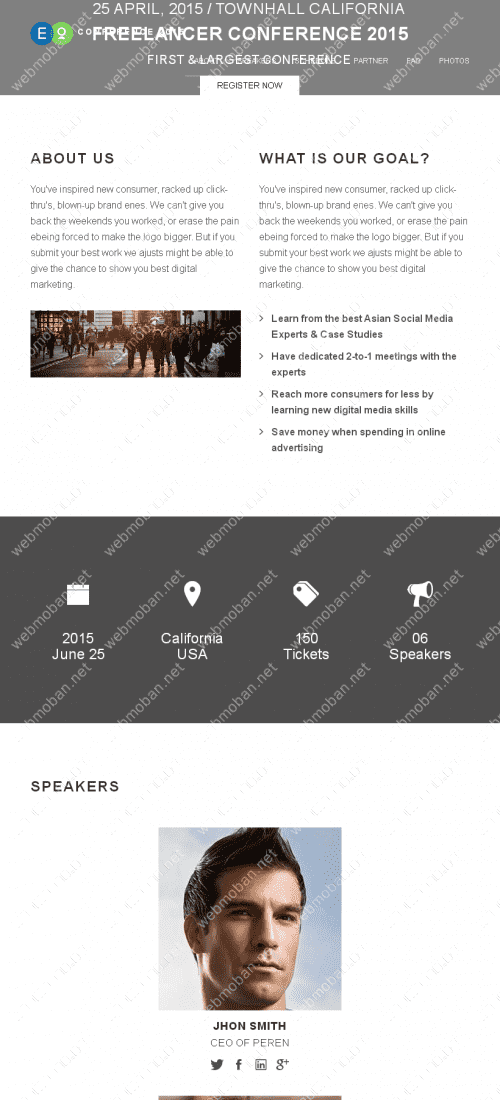 25 APRIL, 2015 / TOWNHALL CALIFORNIA
FREELANCER CONFERENCE 2015
FIRST & LARGEST CONFERENCE
PARTNER
FAQ
PHOTOS
REGISTER NOW
ABOUT US
You've inspired new consumer, racked up click-
thru's, blown-up brand enes. We can't give you
back the weekends you worked, or erase the pain
ebeing forced to make the logo bigger. But if you
submit your best work we ajusts might be able to
give the chance to show you best digital
marketing.
WHAT IS OUR GOAL?
You've inspired new consumer, racked up click-
thru's, blown-up brand enes. We can't give you
back the weekends you worked, or erase the pain
ebeing forced to make the logo bigger. But if you
submit your best work we ajusts might be able to
give the chance to show you best digital
marketing.
Learn from the best Asian Social Media
Experts & Case Studies
Have dedicated 2-to-1 meetings with the
experts
Reach more consumers for less by
learning new digital media skills
Save money when spending in online
advertising
2015
June 25
California
USA
150
Tickets
06
Speakers
SPEAKERS
JHON SMITH
CEO OF PEREN
webmoban.net